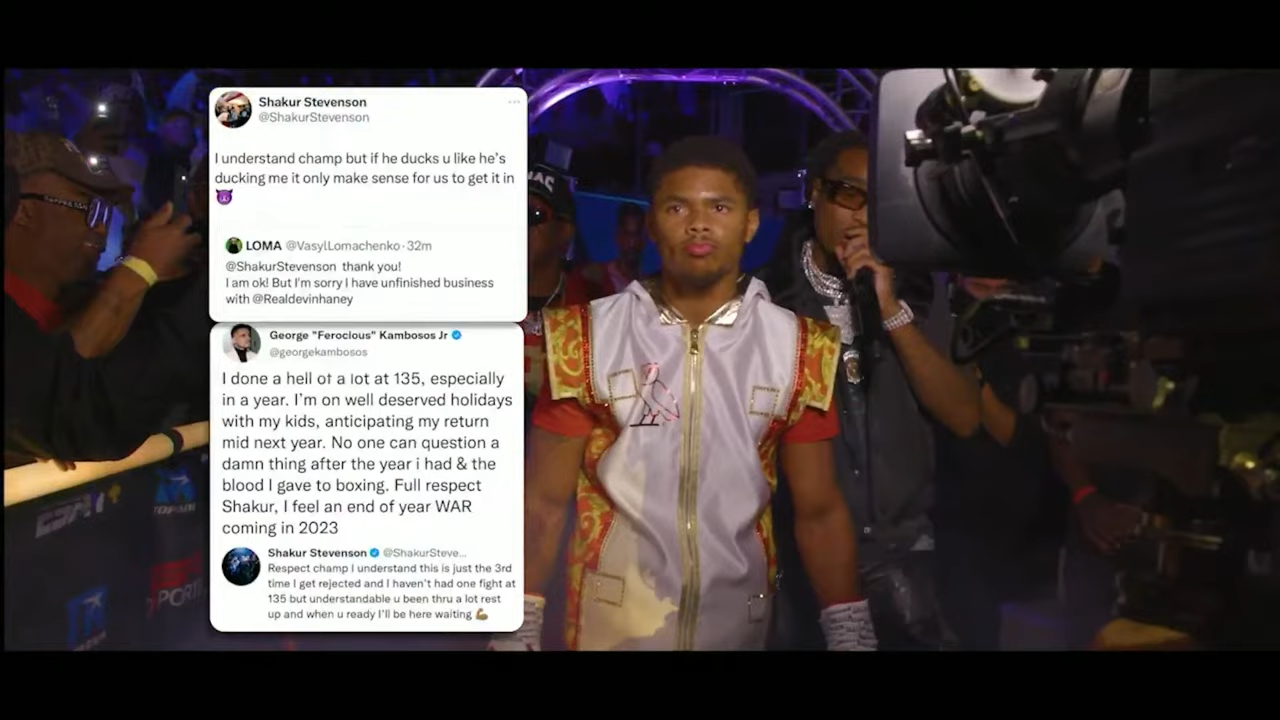 Shakur Stevenson
@ShakurStevenson
I understand champ but if he ducks u like he's
ducking me it only make sense for us to get it in
😈
LOMA @VasylLomachenko · 32m
@ShakurStevenson thank you!
I am ok! But I'm sorry I have unfinished business
with @Realdevinhaney
George "Ferocious" Kambosos Jr
@georgekambosos
I done a hell of a lot at 135, especially
in a year. I'm on well deserved holidays
with my kids, anticipating my return
mid next year. No one can question a
damn thing after the year i had & the
blood I gave to boxing. Full respect
Shakur, I feel an end of year WAR
coming in 2023
Shakur Stevenson @ShakurSteve...
Respect champ I understand this is just the 3rd
time I get rejected and I haven't had one fight at
135 but understandable u been thru a lot rest
up and when u ready I'll be here waiting 💪🏾